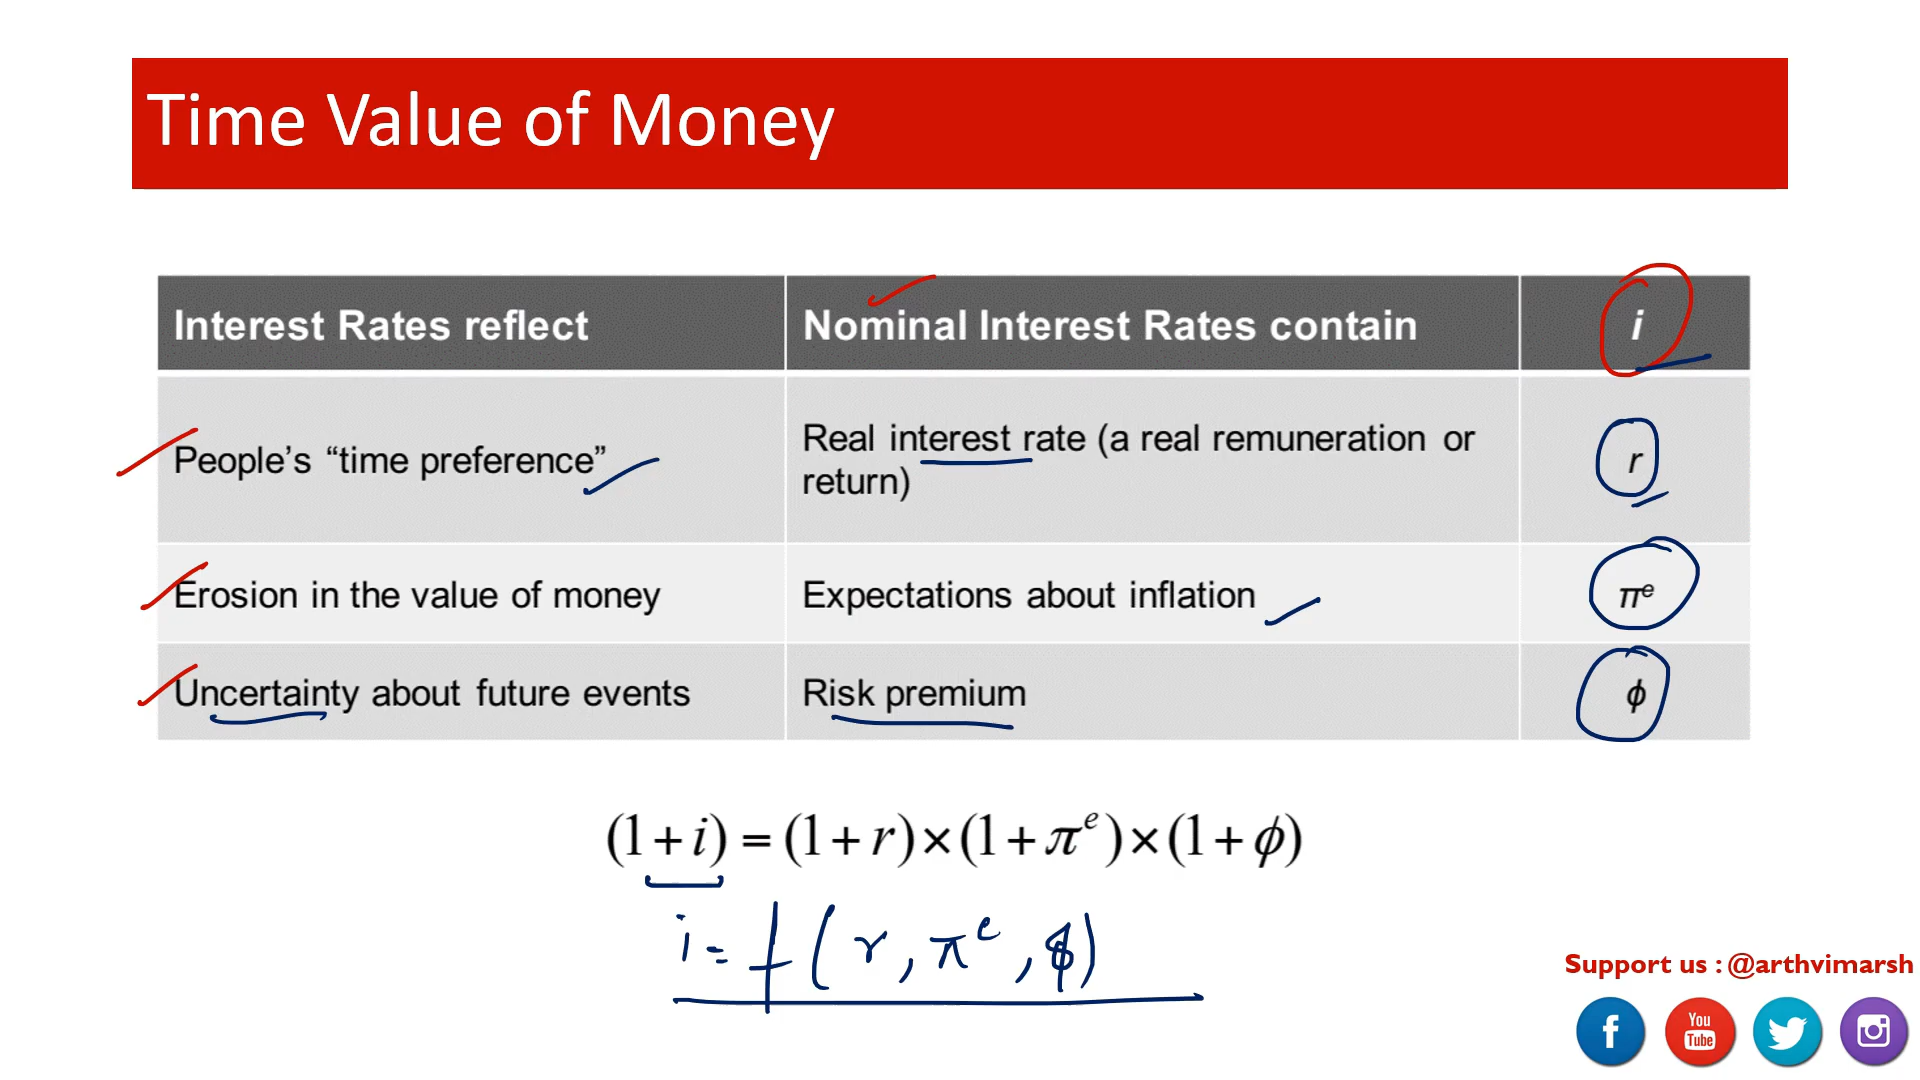 Time Value of Money
Interest Rates reflect
Nominal Interest Rates contain
i
People's “time preference”
Real interest rate (a real remuneration or
return)
r
Erosion in the value of money
Expectations about inflation
πᵉ
Uncertainty about future events
Risk premium
ϕ
(1+i)=(1+r)×(1+πᵉ)×(1+ϕ)
i = f(r, πᵉ, ϕ)
Support us : @arthvimarsh
f
You
Tube